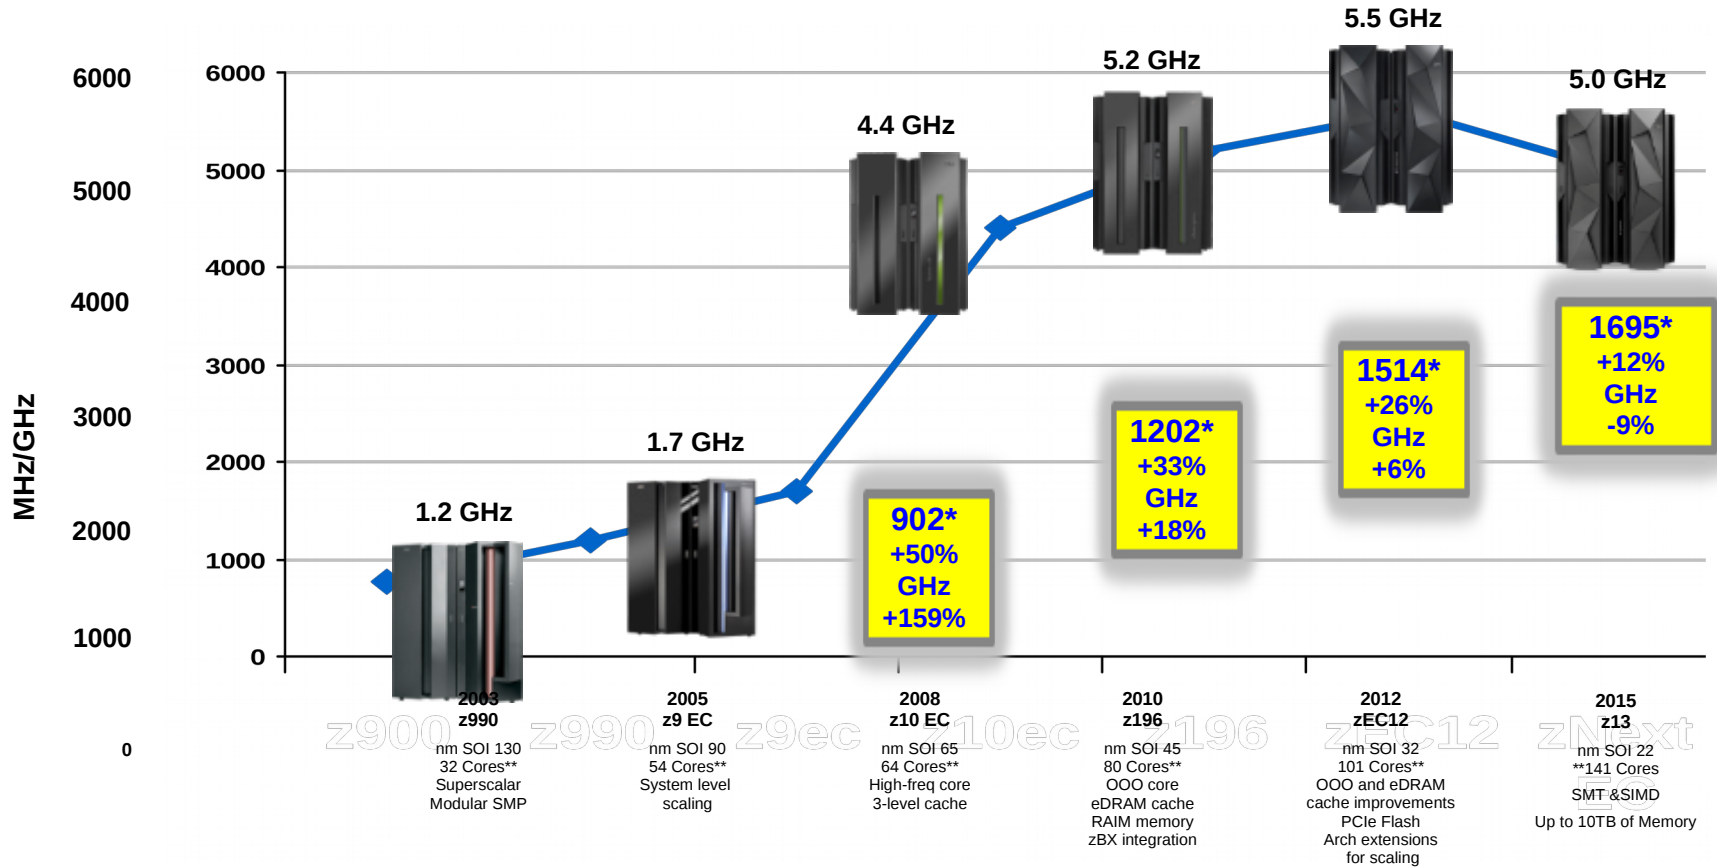 5.5 GHz
5.2 GHz
5.0 GHz
4.4 GHz
1.7 GHz
1.2 GHz
MHz/GHz
6000
5000
4000
3000
2000
1000
0
6000
5000
4000
3000
2000
1000
0
902*
+50%
GHz
+159%
1202*
+33%
GHz
+18%
1514*
+26%
GHz
+6%
1695*
+12%
GHz
-9%
z900
z990
z9ec
z10ec
z196
zEC12
zNext
EC
2003
z990
nm SOI 130
32 Cores**
Superscalar
Modular SMP
2005
z9 EC
nm SOI 90
54 Cores**
System level
scaling
2008
z10 EC
nm SOI 65
64 Cores**
High-freq core
3-level cache
2010
z196
nm SOI 45
80 Cores**
OOO core
eDRAM cache
RAIM memory
zBX integration
2012
zEC12
nm SOI 32
101 Cores**
OOO and eDRAM
cache improvements
PCIe Flash
Arch extensions
for scaling
2015
z13
nm SOI 22
**141 Cores
SMT &SIMD
Up to 10TB of Memory